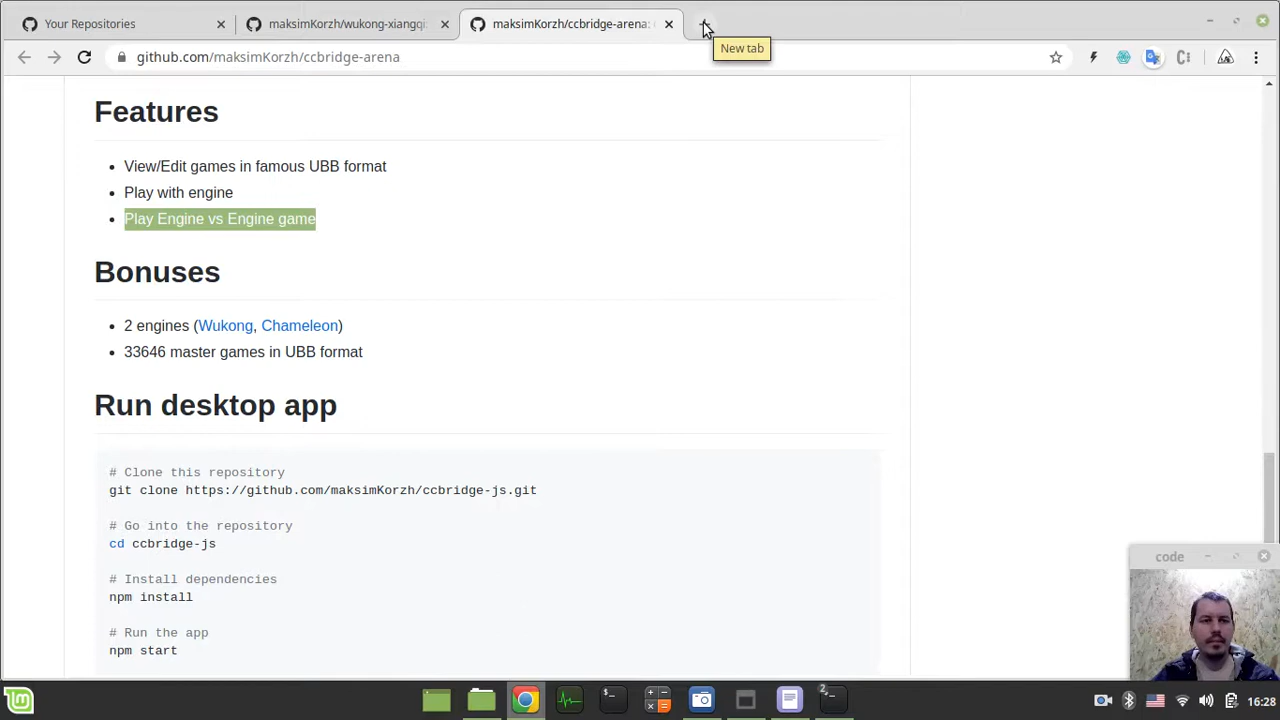 Your Repositories
maksimKorzh/wukong-xiangqi
maksimKorzh/ccbridge-arena:
New tab
github.com/maksimKorzh/ccbridge-arena
Features
• View/Edit games in famous UBB format
• Play with engine
• Play Engine vs Engine game
Bonuses
• 2 engines (Wukong, Chameleon)
• 33646 master games in UBB format
Run desktop app
# Clone this repository
git clone https://github.com/maksimKorzh/ccbridge-js.git
# Go into the repository
cd ccbridge-js
# Install dependencies
npm install
# Run the app
npm start
code
16:28